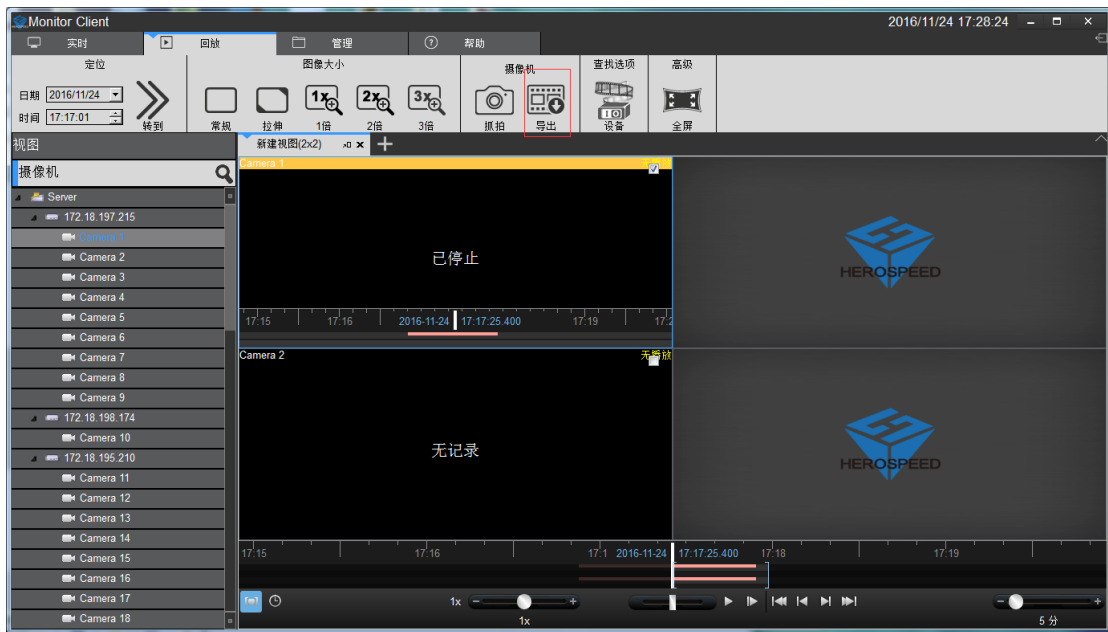 Monitor Client
2016/11/24 17:28:24
实时
回放
管理
帮助
定位
图像大小
摄像机
查找选项
高级
日期 2016/11/24
时间 17:17:01
转到
常规
拉伸
1x
1倍
2x
2倍
3x
3倍
抓拍
导出
设备
全屏
视图
新建视图(2x2)
摄像机
Server
172.18.197.215
Camera 1
Camera 2
Camera 3
Camera 4
Camera 5
Camera 6
Camera 7
Camera 8
Camera 9
172.18.198.174
Camera 10
172.18.195.210
Camera 11
Camera 12
Camera 13
Camera 14
Camera 15
Camera 16
Camera 17
Camera 18
Camera 1
已停止
17:15 17:16 2016-11-24 17:17:25.400 17:19 17:2
HEROSPEED
Camera 2
无记录
HEROSPEED
17:15 17:16 17:1 2016-11-24 17:17:25.400 17:18 17:19
1x
1x
5 分